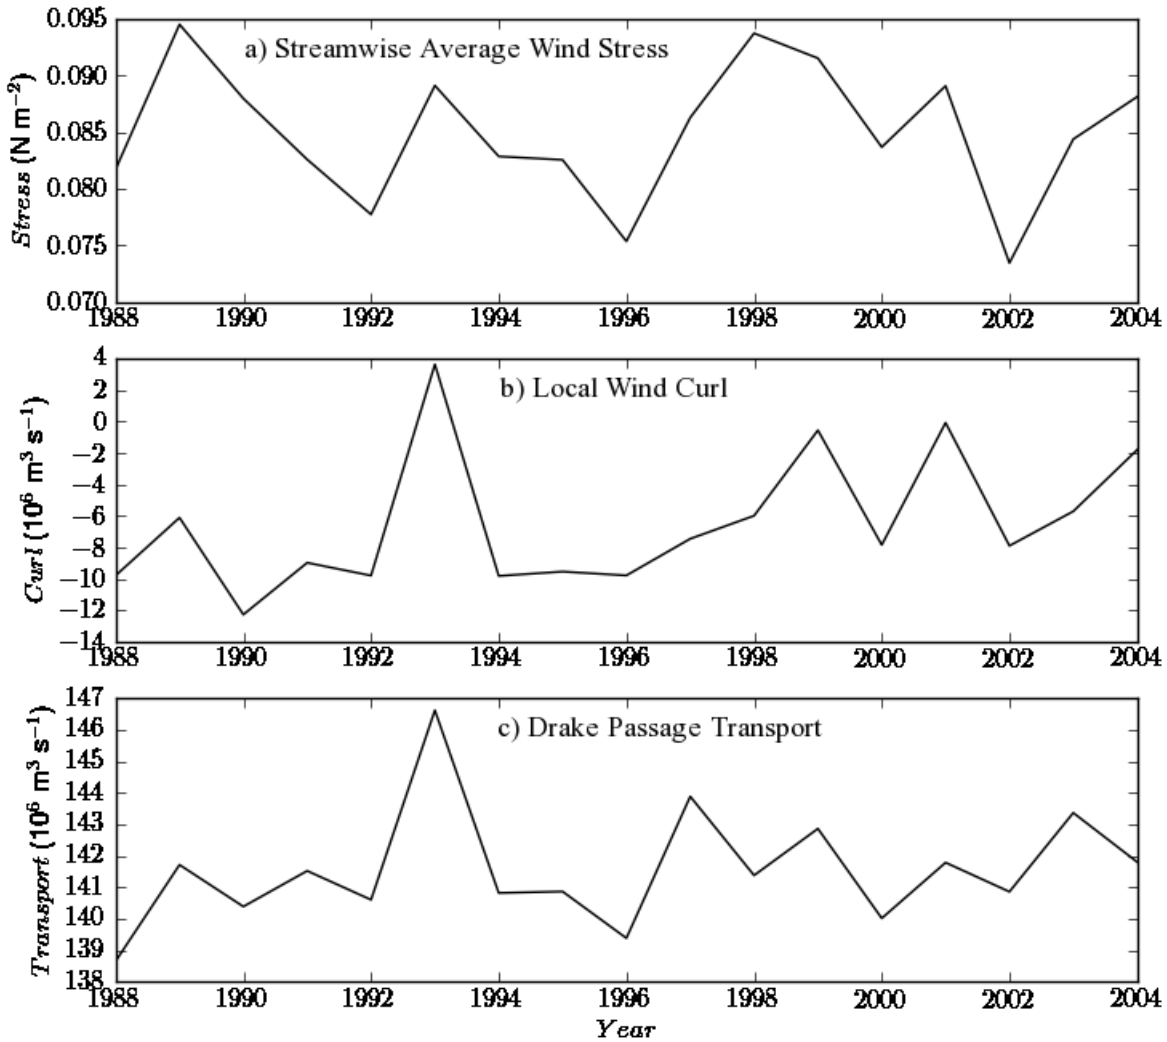 a) Streamwise Average Wind Stress
Stress (N m⁻²)
0.095
0.090
0.085
0.080
0.075
0.070
1988 1990 1992 1994 1996 1998 2000 2002 2004
b) Local Wind Curl
Curl (10⁶ m³ s⁻¹)
4
2
0
−2
−4
−6
−8
−10
−12
−14
1988 1990 1992 1994 1996 1998 2000 2002 2004
c) Drake Passage Transport
Transport (10⁶ m³ s⁻¹)
147
146
145
144
143
142
141
140
139
138
1988 1990 1992 1994 1996 1998 2000 2002 2004
Year